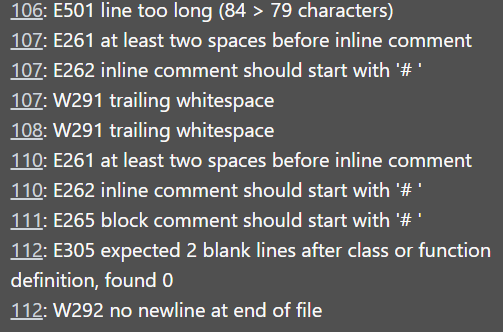 106: E501 line too long (84 > 79 characters)
107: E261 at least two spaces before inline comment
107: E262 inline comment should start with '# '
107: W291 trailing whitespace
108: W291 trailing whitespace
110: E261 at least two spaces before inline comment
110: E262 inline comment should start with '# '
111: E265 block comment should start with '# '
112: E305 expected 2 blank lines after class or function
definition, found 0
112: W292 no newline at end of file